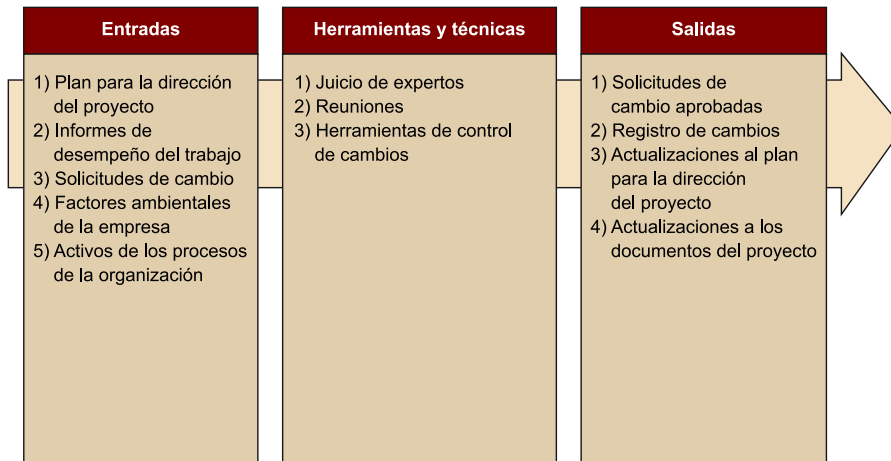 Entradas
1) Plan para la dirección
del proyecto
2) Informes de
desempeño del trabajo
3) Solicitudes de cambio
4) Factores ambientales
de la empresa
5) Activos de los procesos
de la organización
Herramientas y técnicas
1) Juicio de expertos
2) Reuniones
3) Herramientas de control
de cambios
Salidas
1) Solicitudes de
cambio aprobadas
2) Registro de cambios
3) Actualizaciones al plan
para la dirección
del proyecto
4) Actualizaciones a los
documentos del proyecto